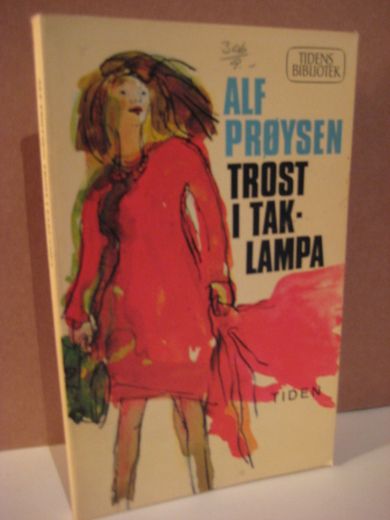 TIDENS
BIBLIOTEK
ALF
PRØYSEN
TROST
I TAK-
LAMPA
TIDEN